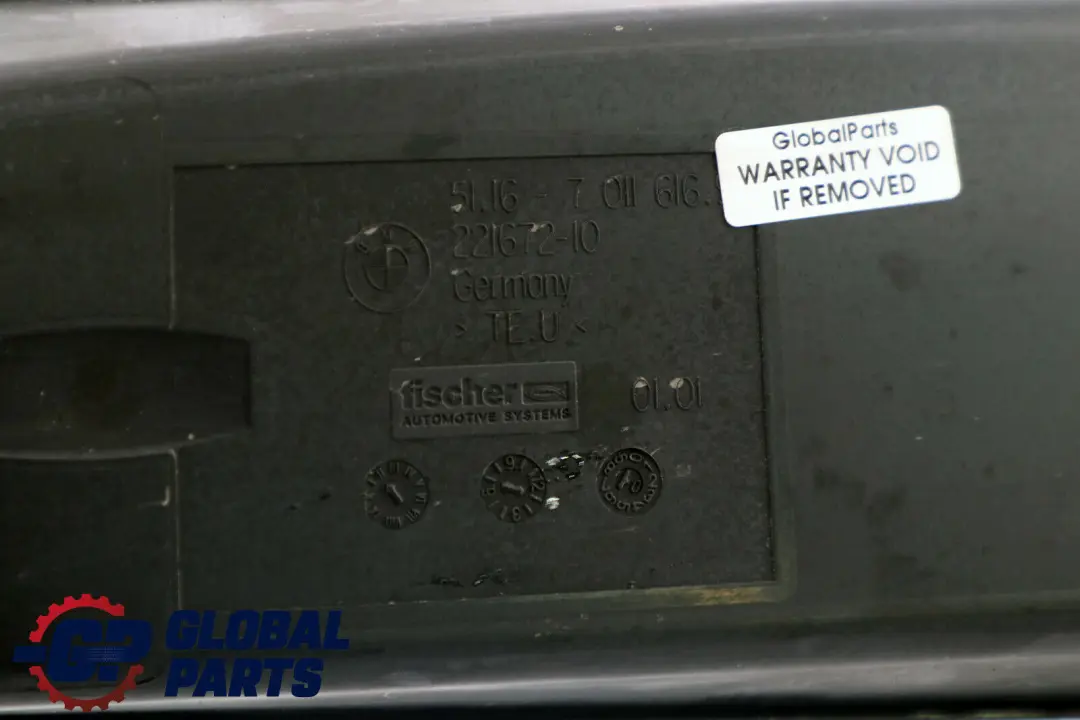 GlobalParts
WARRANTY VOID
IF REMOVED
51.16 - 7 011 616.
221672-10
Germany
> TE.U <
fischer
AUTOMOTIVE SYSTEMS
01.01
GP GLOBAL
PARTS